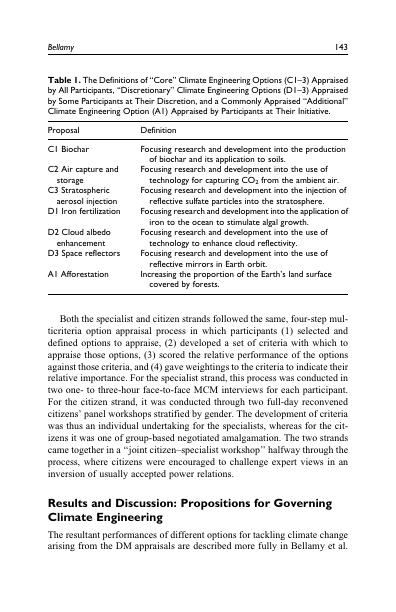 Bellamy 143
Table 1. The Definitions of “Core” Climate Engineering Options (C1–3) Appraised
by All Participants, “Discretionary” Climate Engineering Options (D1–3) Appraised
by Some Participants at Their Discretion, and a Commonly Appraised “Additional”
Climate Engineering Option (A1) Appraised by Participants at Their Initiative.
Proposal Definition
C1 Biochar Focusing research and development into the production
of biochar and its application to soils.
C2 Air capture and Focusing research and development into the use of
storage technology for capturing CO₂ from the ambient air.
C3 Stratospheric Focusing research and development into the injection of
aerosol injection reflective sulfate particles into the stratosphere.
D1 Iron fertilization Focusing research and development into the application of
iron to the ocean to stimulate algal growth.
D2 Cloud albedo Focusing research and development into the use of
enhancement technology to enhance cloud reflectivity.
D3 Space reflectors Focusing research and development into the use of
reflective mirrors in Earth orbit.
A1 Afforestation Increasing the proportion of the Earth’s land surface
covered by forests.
Both the specialist and citizen strands followed the same, four-step mul-
ticriteria option appraisal process in which participants (1) selected and
defined options to appraise, (2) developed a set of criteria with which to
appraise those options, (3) scored the relative performance of the options
against those criteria, and (4) gave weightings to the criteria to indicate their
relative importance. For the specialist strand, this process was conducted in
two one- to three-hour face-to-face MCM interviews for each participant.
For the citizen strand, it was conducted through two full-day reconvened
citizens’ panel workshops stratified by gender. The development of criteria
was thus an individual undertaking for the specialists, whereas for the cit-
izens it was one of group-based negotiated amalgamation. The two strands
came together in a “joint citizen–specialist workshop” halfway through the
process, where citizens were encouraged to challenge expert views in an
inversion of usually accepted power relations.
Results and Discussion: Propositions for Governing
Climate Engineering
The resultant performances of different options for tackling climate change
arising from the DM appraisals are described more fully in Bellamy et al.